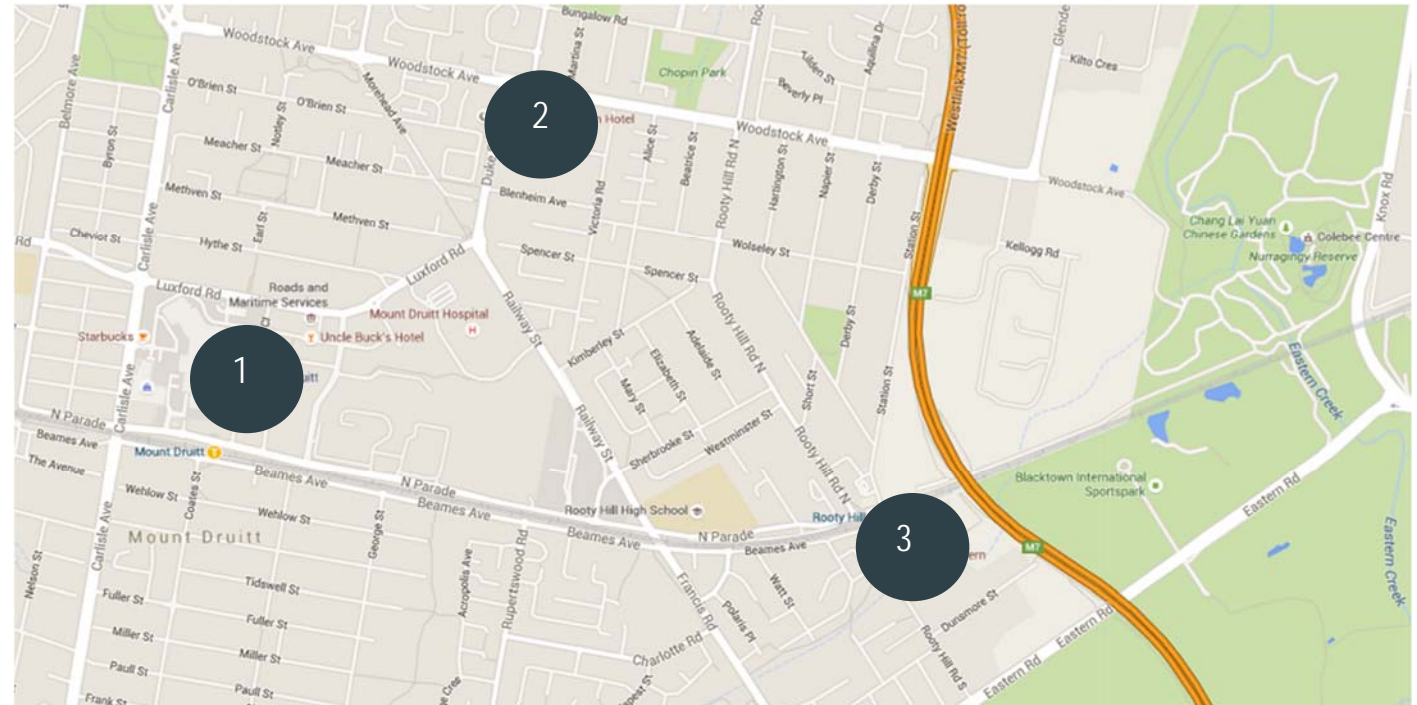 Bungalow Rd
Woodstock Ave
Woodstock Ave
Martina St
Carlisle Ave
Belmore Ave
Morehead Ave
Chopin Park
Tilden St
Aquilina Dr
Beverly Pl
Westlink M7 (Toll road)
Kilto Cres
O'Brien St
O'Brien St
Notley St
2
Hotel
Woodstock Ave
Byron St
Meacher St
Meacher St
Duke
Alice St
Beatrice St
Rooty Hill Rd N
Hartington St
Napier St
Derby St
Woodstock Ave
Knox Rd
Methven St
Methven St
Blenheim Ave
Victoria Rd
Station St
Chang Lai Yuan
Chinese Gardens
Colebee Centre
Nurragingy Reserve
Cheviot St
Rd
Carlisle Ave
Hythe St
Earl St
Luxford Rd
Spencer St
Spencer St
Wolseley St
Kellogg Rd
Luxford Rd
Roads and
Maritime Services
Mount Druitt Hospital
H
Railway St
Rooty Hill Rd N
M7
Starbucks
Uncle Buck's Hotel
Kimberley St
Adelaide St
Elizabeth St
Mary St
Derby St
Short St
Station St
Eastern Creek
1
uitt
Carlisle Ave
N Parade
Beames Ave
The Avenue
Mount Druitt
Beames Ave
N Parade
Beames Ave
Railway St
Sherbrooke St
Westminster St
Rooty Hill Rd N
Blacktown International
Sportspark
Eastern Rd
Wehlow St
Coates St
Wehlow St
George St
Rooty Hill High School
Beames Ave
N Parade
Beames Ave
Rooty Hill
3
ern
M7
Eastern Creek
Mount Druitt
Nelson St
Carlisle Ave
Tidswell St
Acropolis Ave
Rupertswood Rd
Francis Rd
Watt St
Polaris Pl
Dunsmore St
Eastern Rd
Fuller St
Fuller St
Miller St
Miller St
Charlotte Rd
Rooty Hill Rd S
Eastern Rd
Paull St
Paull St
Frank St